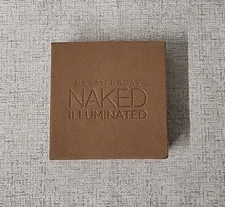 URBAN DECAY
NAKED
ILLUMINATED